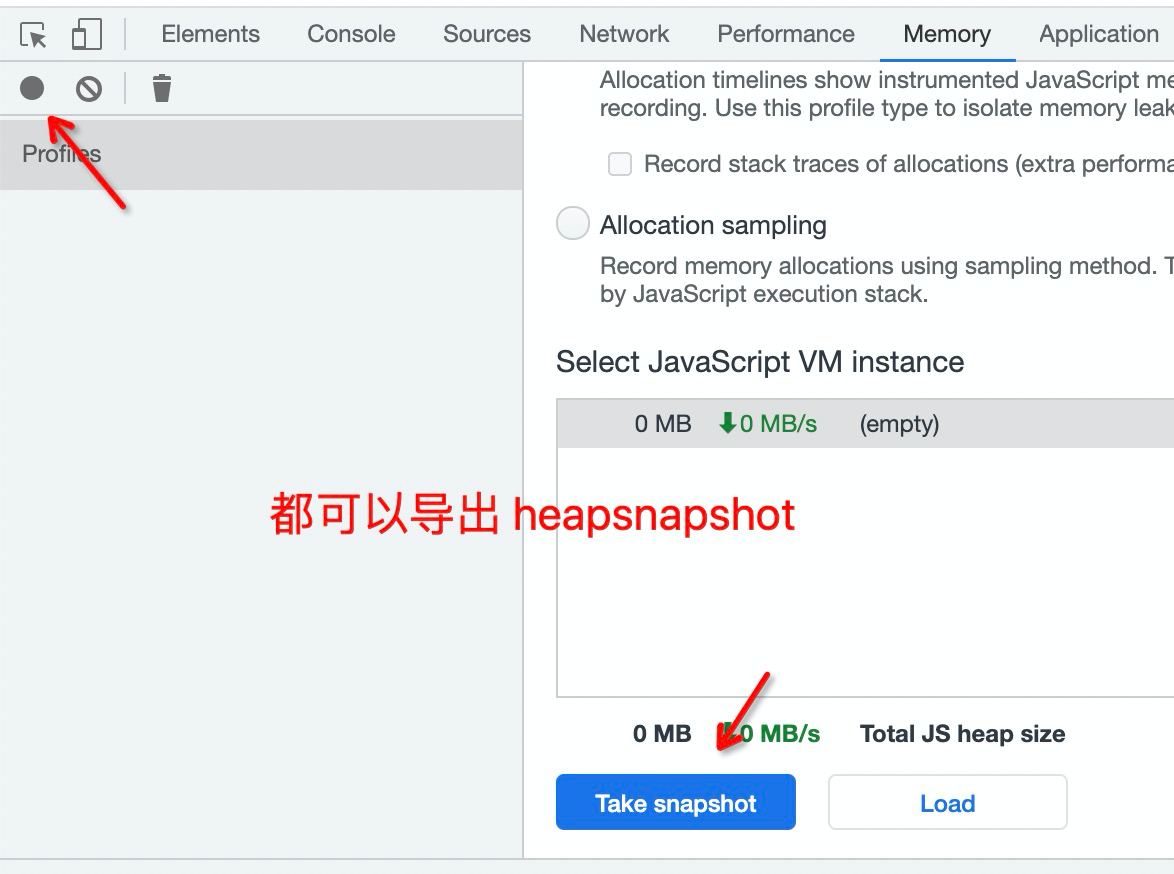 Elements Console Sources Network Performance Memory Application
Allocation timelines show instrumented JavaScript me
recording. Use this profile type to isolate memory leak
Profiles
Record stack traces of allocations (extra performa
Allocation sampling
Record memory allocations using sampling method. T
by JavaScript execution stack.
Select JavaScript VM instance
0 MB 0 MB/s (empty)
都可以导出 heapsnapshot
0 MB 0 MB/s Total JS heap size
Take snapshot Load